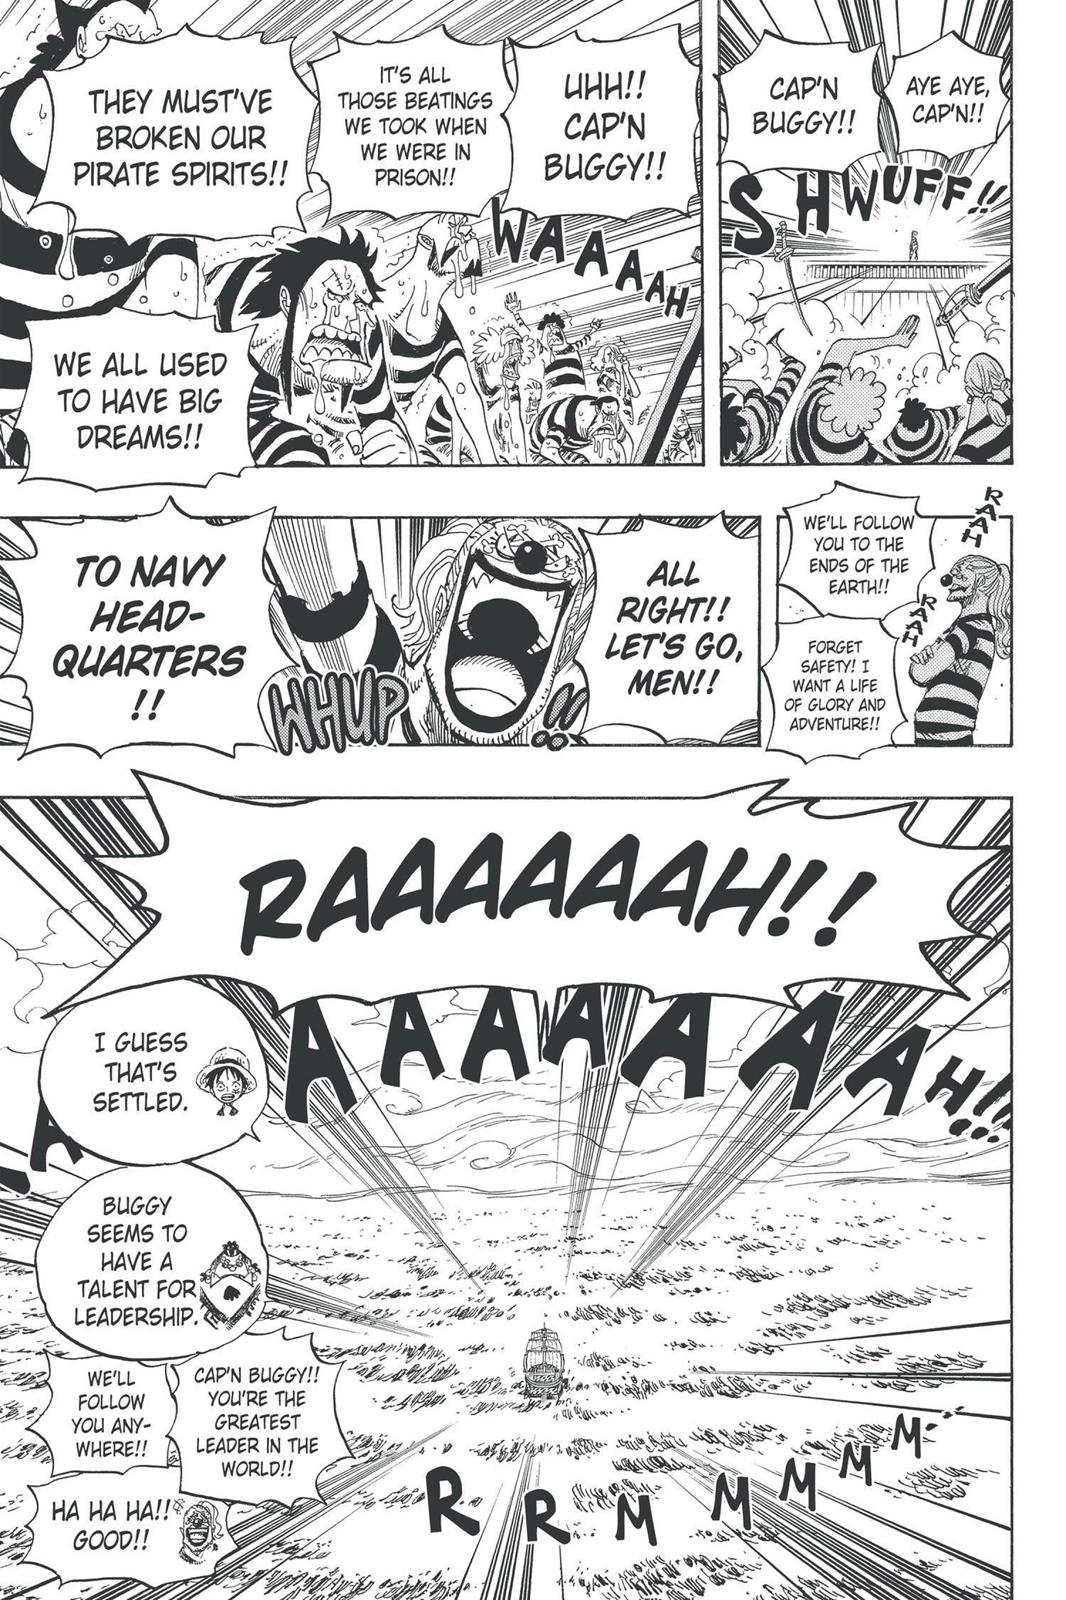 AYE AYE,
CAP'N!!
CAP'N
BUGGY!!
SHWUFF!!
UHH!!
CAP'N
BUGGY!!
IT'S ALL
THOSE BEATINGS
WE TOOK WHEN
WE WERE IN
PRISON!!
THEY MUST'VE
BROKEN OUR
PIRATE SPIRITS!!
WAAAAH
WE ALL USED
TO HAVE BIG
DREAMS!!
RAAH
WE'LL FOLLOW
YOU TO THE
ENDS OF THE
EARTH!!
RAAH
FORGET
SAFETY! I
WANT A LIFE
OF GLORY AND
ADVENTURE!!
ALL
RIGHT!!
LET'S GO,
MEN!!
WHUP!!
TO NAVY
HEAD-
QUARTERS
!!
RAAAAAAH!!
AAAAAAAAH!!!
I GUESS
THAT'S
SETTLED.
BUGGY
SEEMS TO
HAVE A
TALENT FOR
LEADERSHIP.
CAP'N BUGGY!!
YOU'RE THE
GREATEST
LEADER IN THE
WORLD!!
WE'LL
FOLLOW
YOU ANY-
WHERE!!
HA HA HA!!
GOOD!!
RRMMMMM...